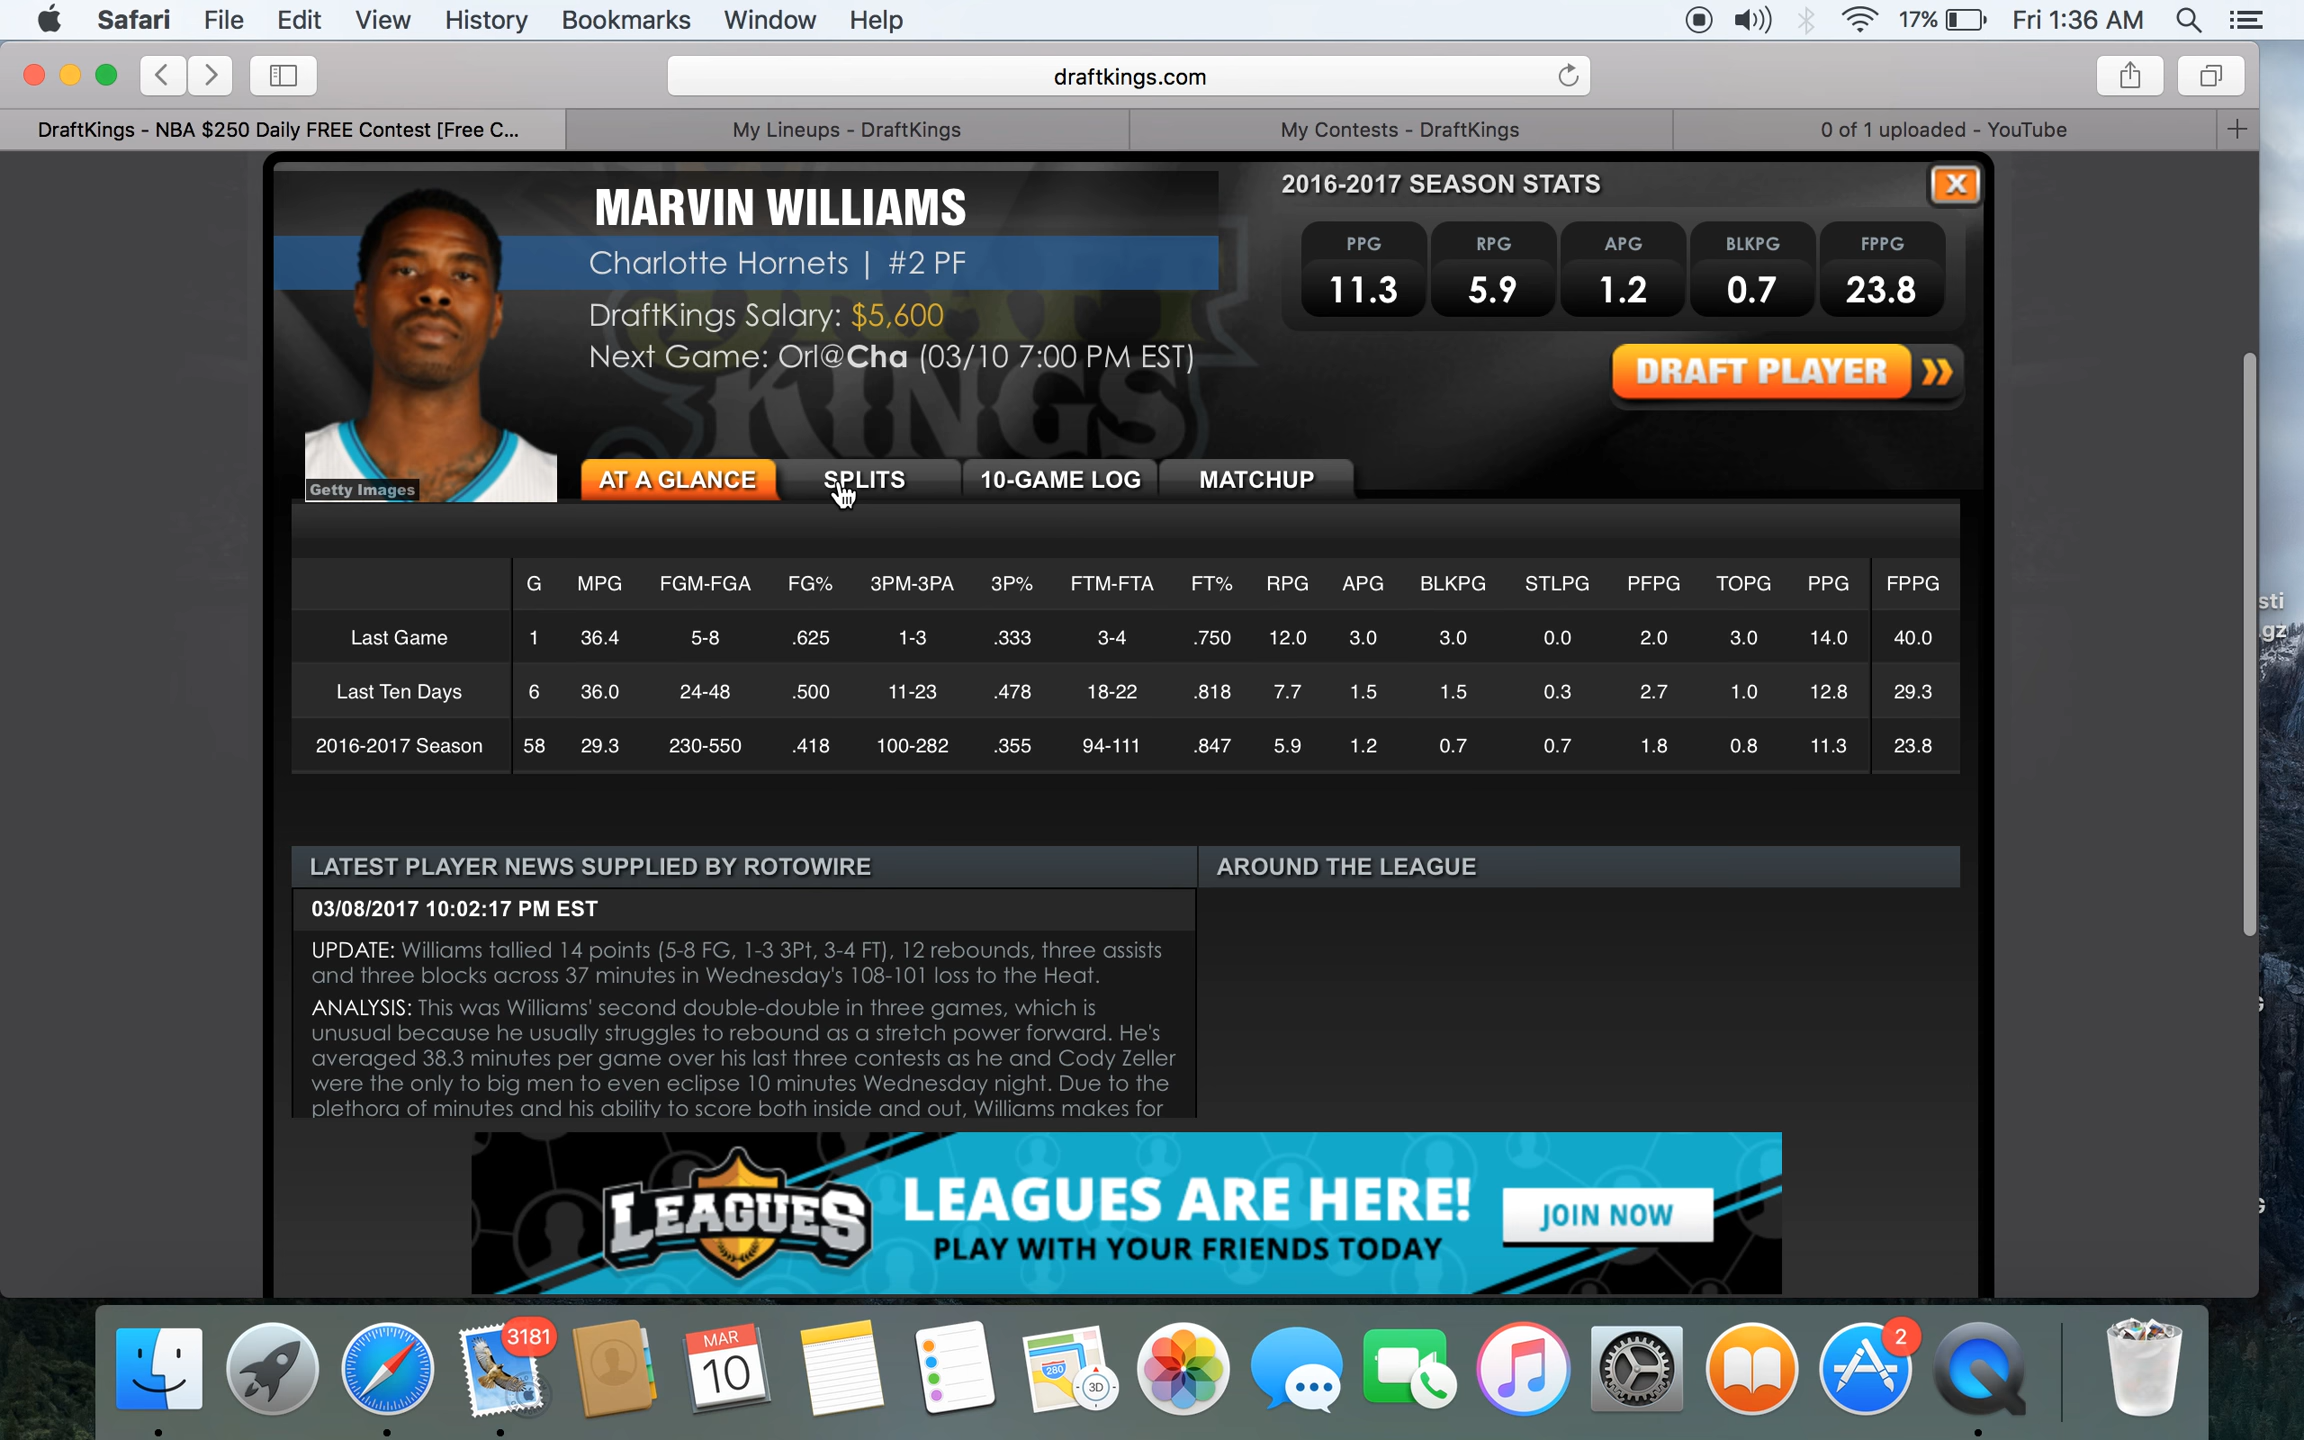 Safari File Edit View History Bookmarks Window Help 17% Fri 1:36 AM
draftkings.com
DraftKings - NBA $250 Daily FREE Contest [Free C... My Lineups - DraftKings My Contests - DraftKings 0 of 1 uploaded - YouTube
MARVIN WILLIAMS
Charlotte Hornets | #2 PF
DraftKings Salary: $5,600
Next Game: Orl@Cha (03/10 7:00 PM EST)
KINGS
Getty Images
2016-2017 SEASON STATS
X
PPG RPG APG BLKPG FPPG
11.3 5.9 1.2 0.7 23.8
DRAFT PLAYER
AT A GLANCE SPLITS 10-GAME LOG MATCHUP
G MPG FGM-FGA FG% 3PM-3PA 3P% FTM-FTA FT% RPG APG BLKPG STLPG PFPG TOPG PPG FPPG
Last Game 1 36.4 5-8 .625 1-3 .333 3-4 .750 12.0 3.0 3.0 0.0 2.0 3.0 14.0 40.0
Last Ten Days 6 36.0 24-48 .500 11-23 .478 18-22 .818 7.7 1.5 1.5 0.3 2.7 1.0 12.8 29.3
2016-2017 Season 58 29.3 230-550 .418 100-282 .355 94-111 .847 5.9 1.2 0.7 0.7 1.8 0.8 11.3 23.8
sti
.gz
LATEST PLAYER NEWS SUPPLIED BY ROTOWIRE
AROUND THE LEAGUE
03/08/2017 10:02:17 PM EST
UPDATE: Williams tallied 14 points (5-8 FG, 1-3 3Pt, 3-4 FT), 12 rebounds, three assists
and three blocks across 37 minutes in Wednesday's 108-101 loss to the Heat.
ANALYSIS: This was Williams' second double-double in three games, which is
unusual because he usually struggles to rebound as a stretch power forward. He's
averaged 38.3 minutes per game over his last three contests as he and Cody Zeller
were the only to big men to even eclipse 10 minutes Wednesday night. Due to the
plethora of minutes and his ability to score both inside and out, Williams makes for
LEAGUES
LEAGUES ARE HERE!
PLAY WITH YOUR FRIENDS TODAY
JOIN NOW
3181
MAR
10
280
3D
2